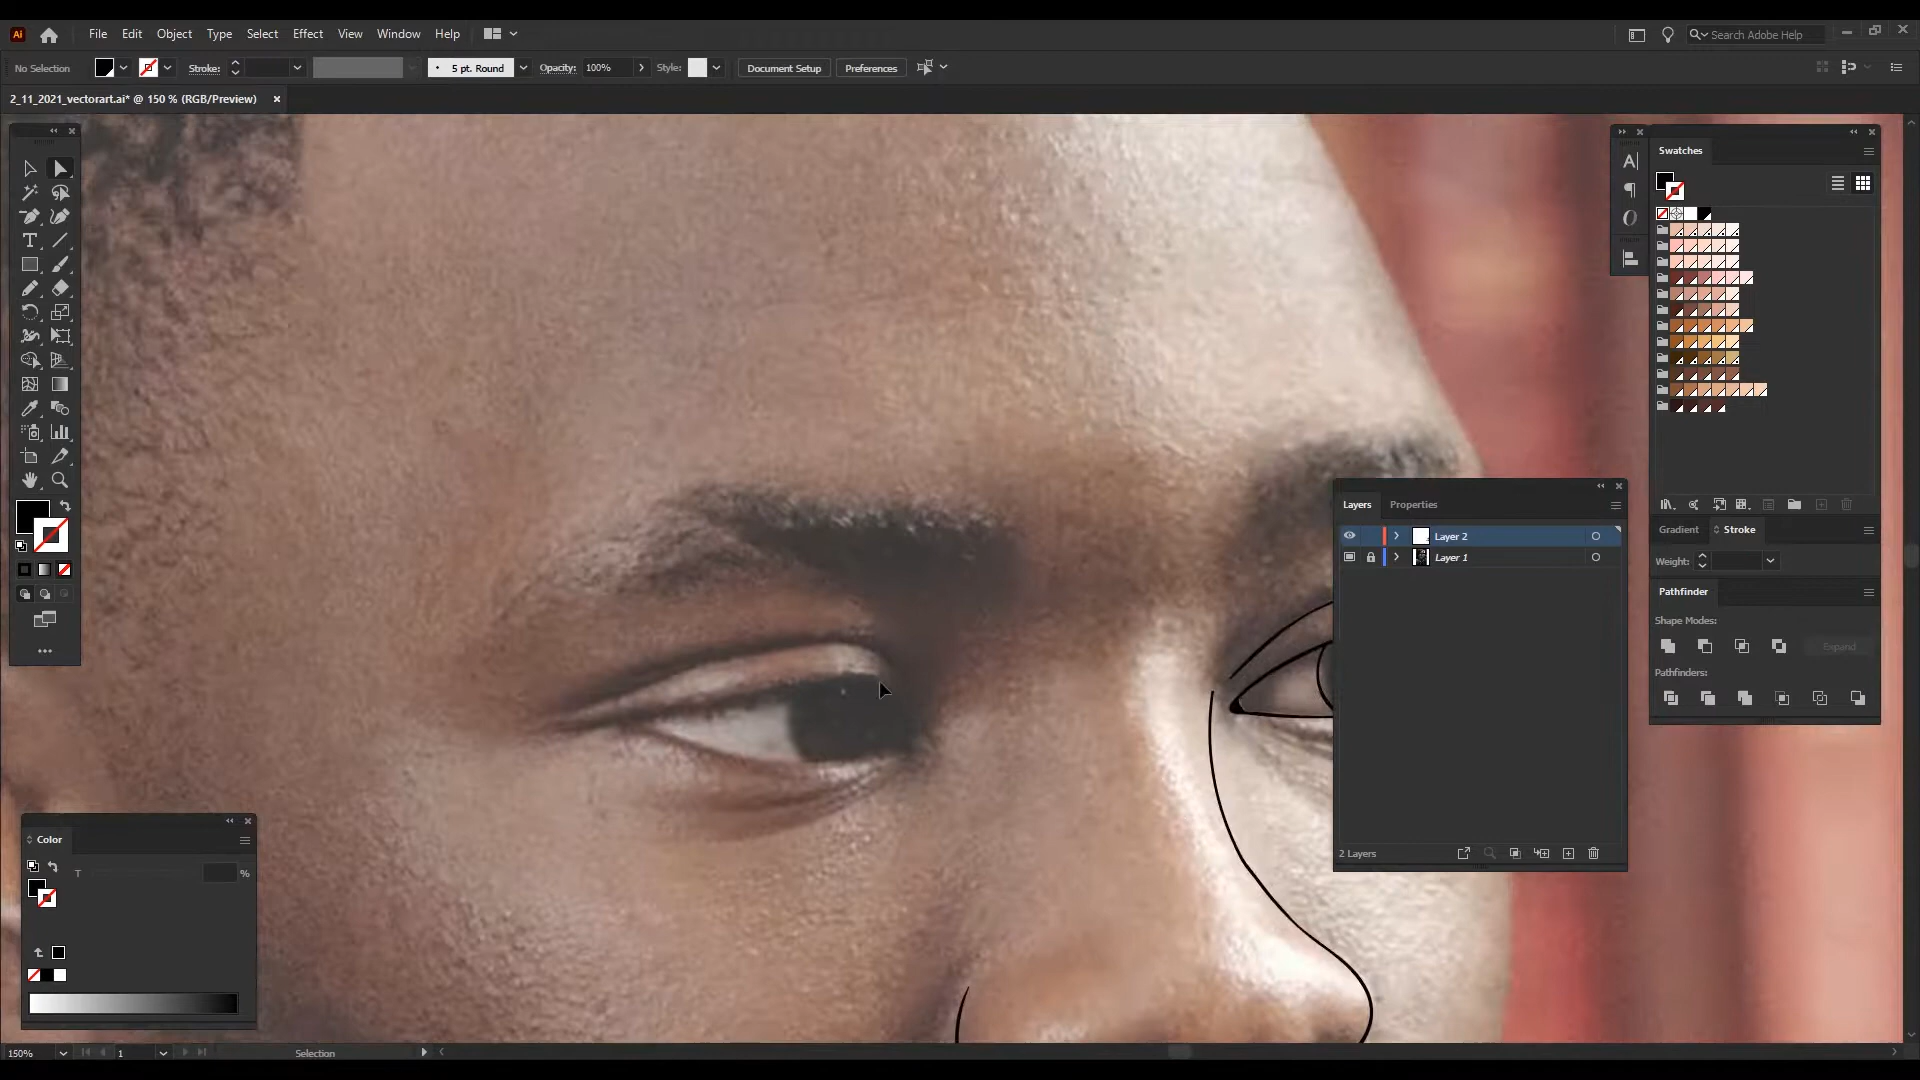 Ai File Edit Object Type Select Effect View Window Help Search Adobe Help
No Selection Stroke: 5 pt. Round Opacity: 100% Style: Document Setup Preferences
2_11_2021_vectorart.ai* @ 150 % (RGB/Preview)
Swatches
Layers Properties
Layer 2
Layer 1
2 Layers
Gradient Stroke
Weight:
Pathfinder
Shape Modes:
Expand
Pathfinders:
Color
T %
150% 1 Selection